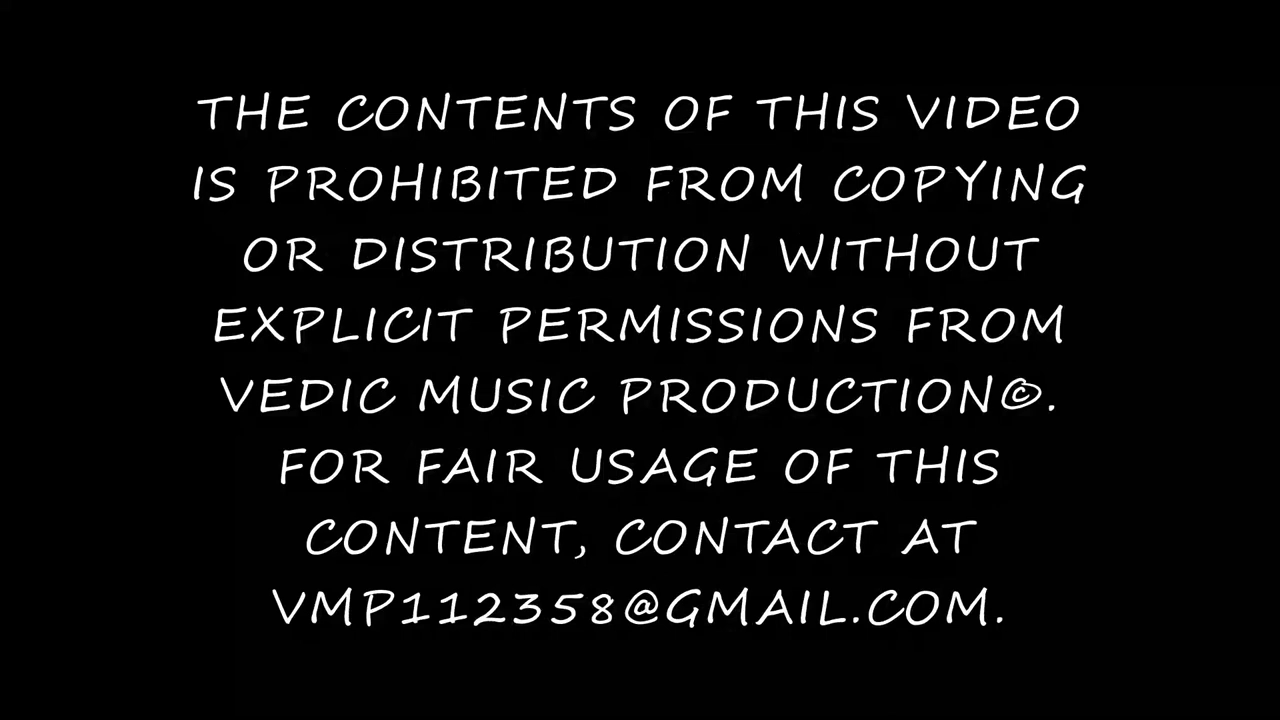 THE CONTENTS OF THIS VIDEO
IS PROHIBITED FROM COPYING
OR DISTRIBUTION WITHOUT
EXPLICIT PERMISSIONS FROM
VEDIC MUSIC PRODUCTION©.
FOR FAIR USAGE OF THIS
CONTENT, CONTACT AT
VMP112358@GMAIL.COM.